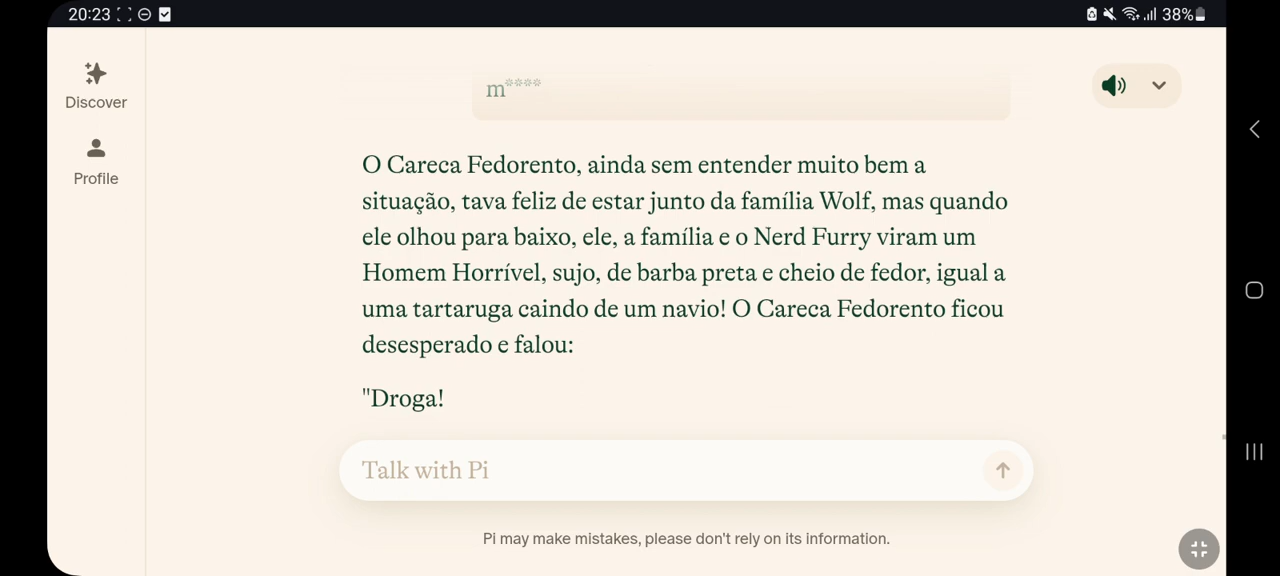 20:23
38%
Discover
Profile
m****
O Careca Fedorento, ainda sem entender muito bem a
situação, tava feliz de estar junto da família Wolf, mas quando
ele olhou para baixo, ele, a família e o Nerd Furry viram um
Homem Horrível, sujo, de barba preta e cheio de fedor, igual a
uma tartaruga caindo de um navio! O Careca Fedorento ficou
desesperado e falou:
"Droga!
Talk with Pi
Pi may make mistakes, please don't rely on its information.